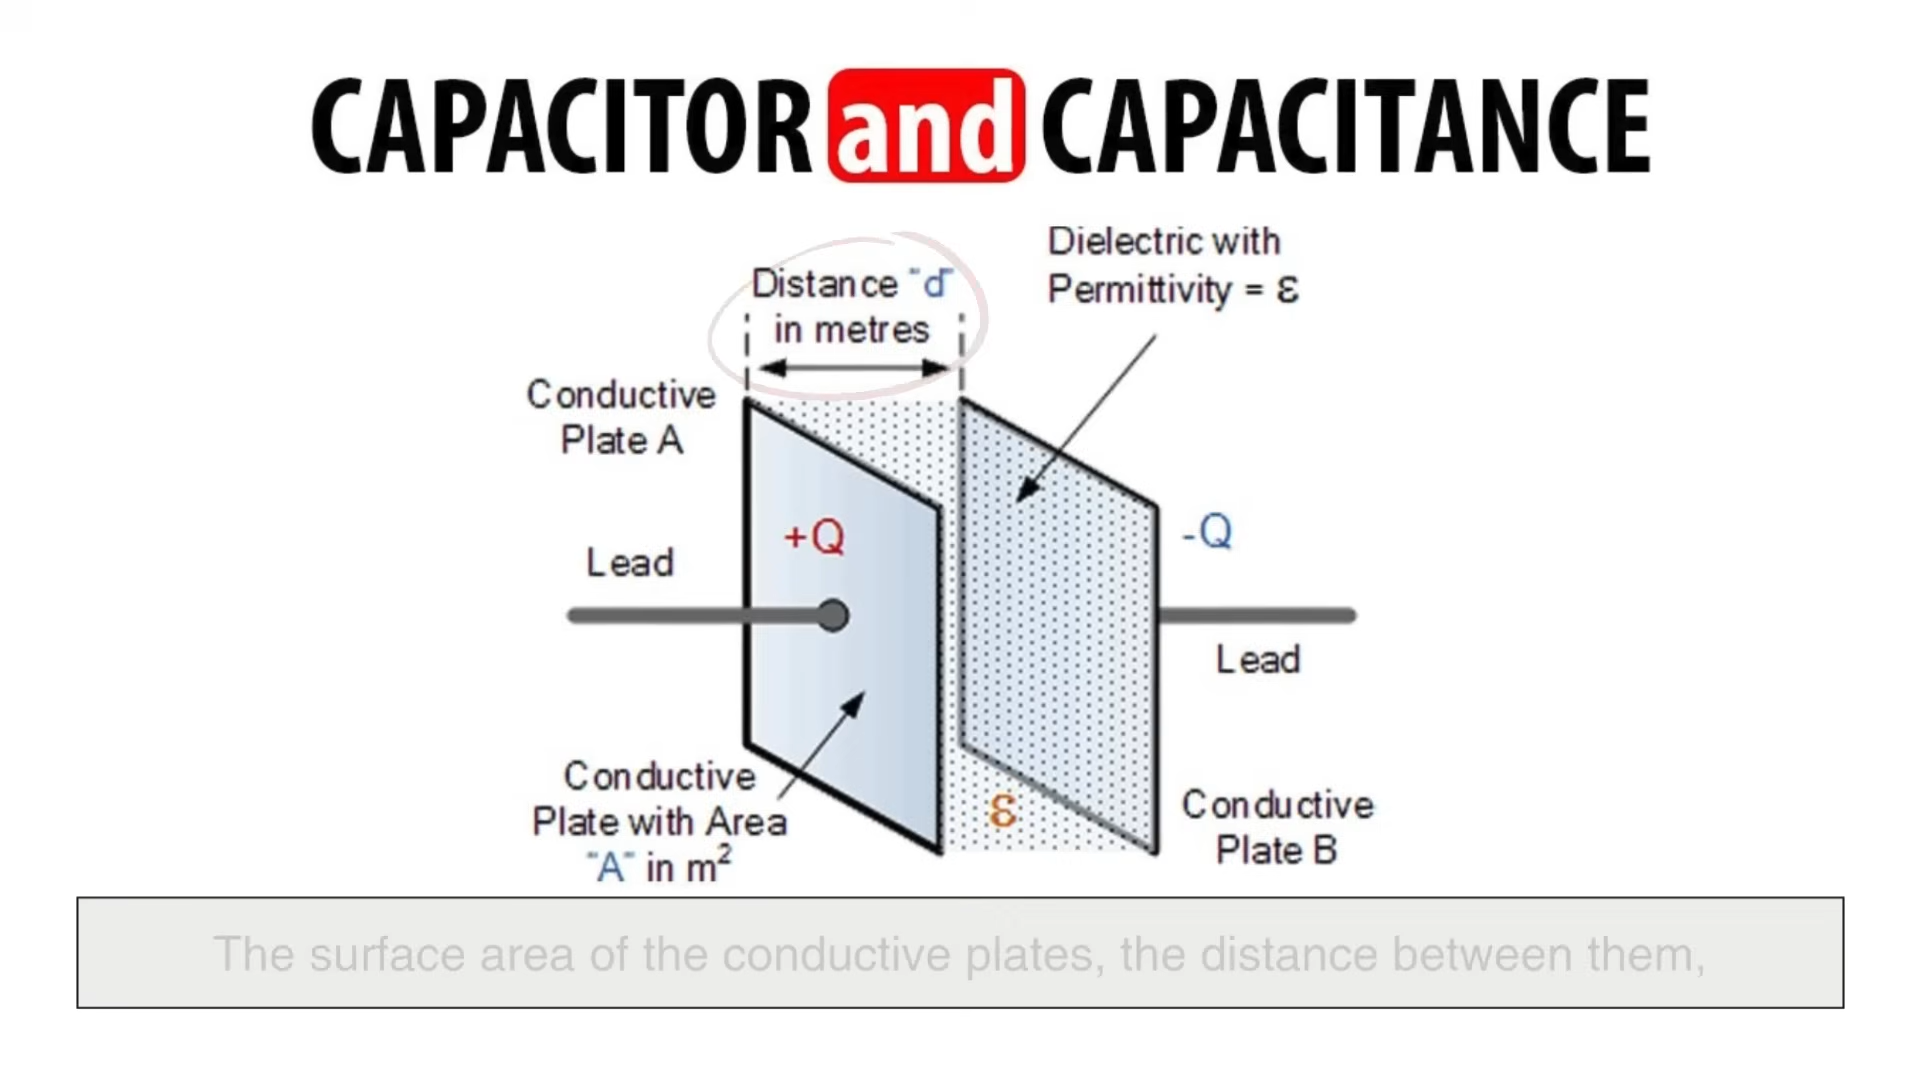 CAPACITOR and CAPACITANCE
Dielectric with
Permittivity = ε
Distance "d"
in metres
Conductive
Plate A
+Q
-Q
Lead
Lead
Conductive
Plate with Area
"A" in m²
ε
Conductive
Plate B
The surface area of the conductive plates, the distance between them,